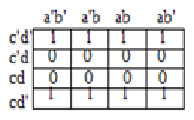 a'b' a'b ab ab'
c'd' 1 1 1 1
c'd 0 0 0 0
cd 0 0 0 0
cd' 1 1 1 1